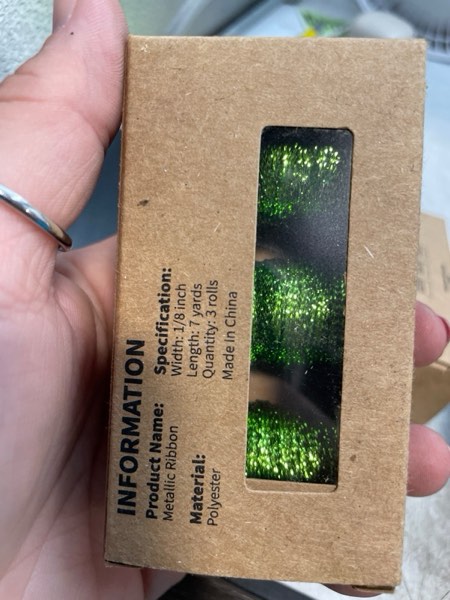 INFORMATION
Product Name:
Metallic Ribbon
Material:
Polyester
Specification:
Width: 1/8 inch
Length: 7 yards
Quantity: 3 rolls
Made In China